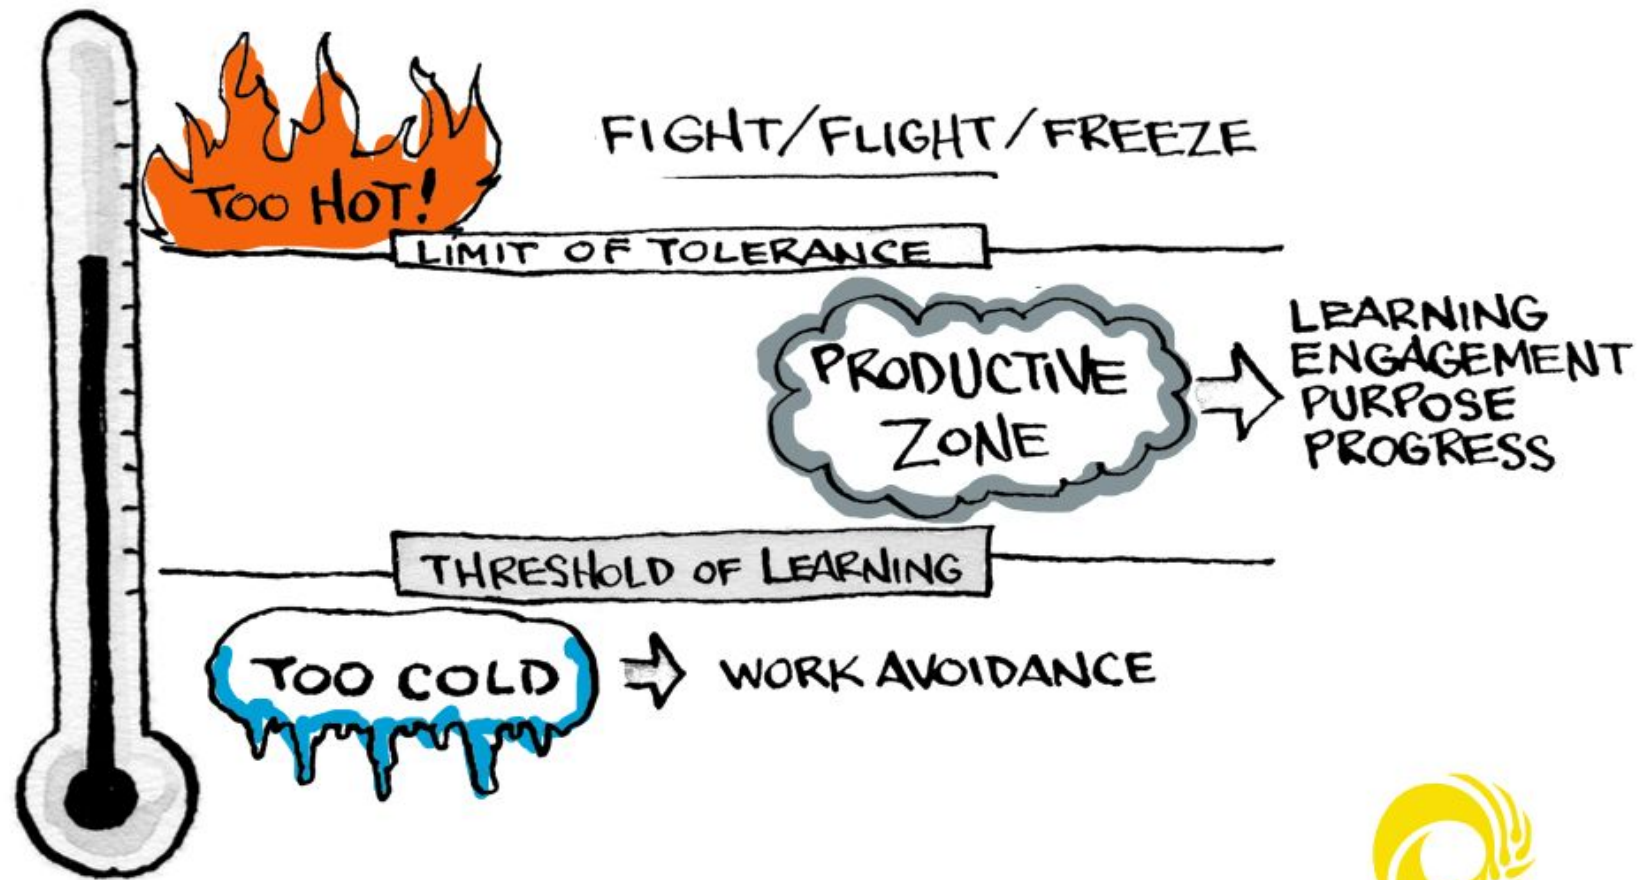 FIGHT/FLIGHT/FREEZE
TOO HOT!
LIMIT OF TOLERANCE
PRODUCTIVE
ZONE
LEARNING
ENGAGEMENT
PURPOSE
PROGRESS
THRESHOLD OF LEARNING
TOO COLD
WORK AVOIDANCE